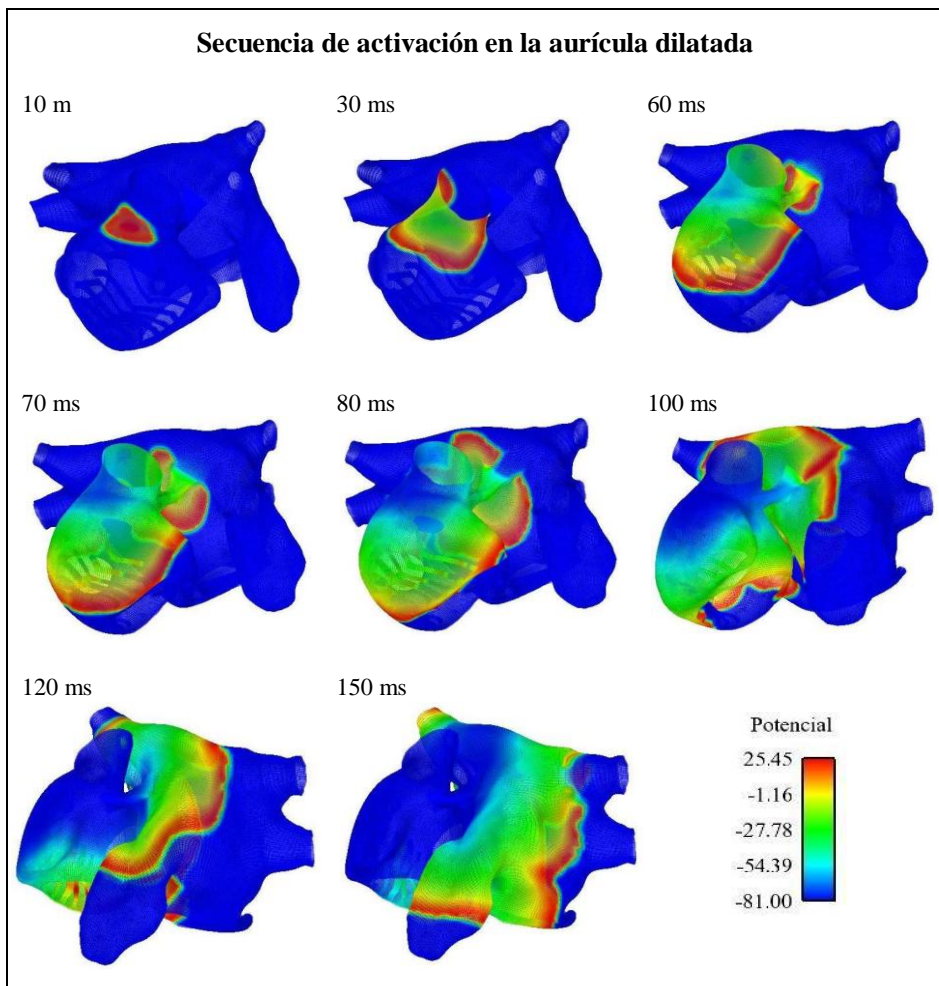 Secuencia de activación en la aurícula dilatada
10 m
30 ms
60 ms
70 ms
80 ms
100 ms
120 ms
150 ms
Potencial
25.45
-1.16
-27.78
-54.39
-81.00